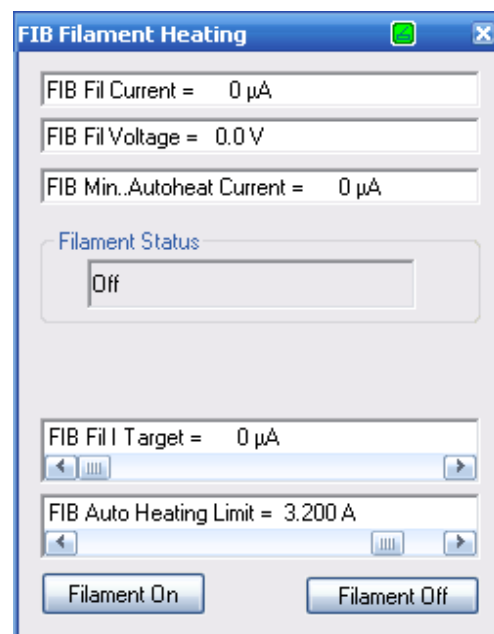 FIB Filament Heating
FIB Fil Current = 0 µA
FIB Fil Voltage = 0.0 V
FIB Min..Autoheat Current = 0 µA
Filament Status
Off
FIB Fil I Target = 0 µA
FIB Auto Heating Limit = 3.200 A
Filament On Filament Off